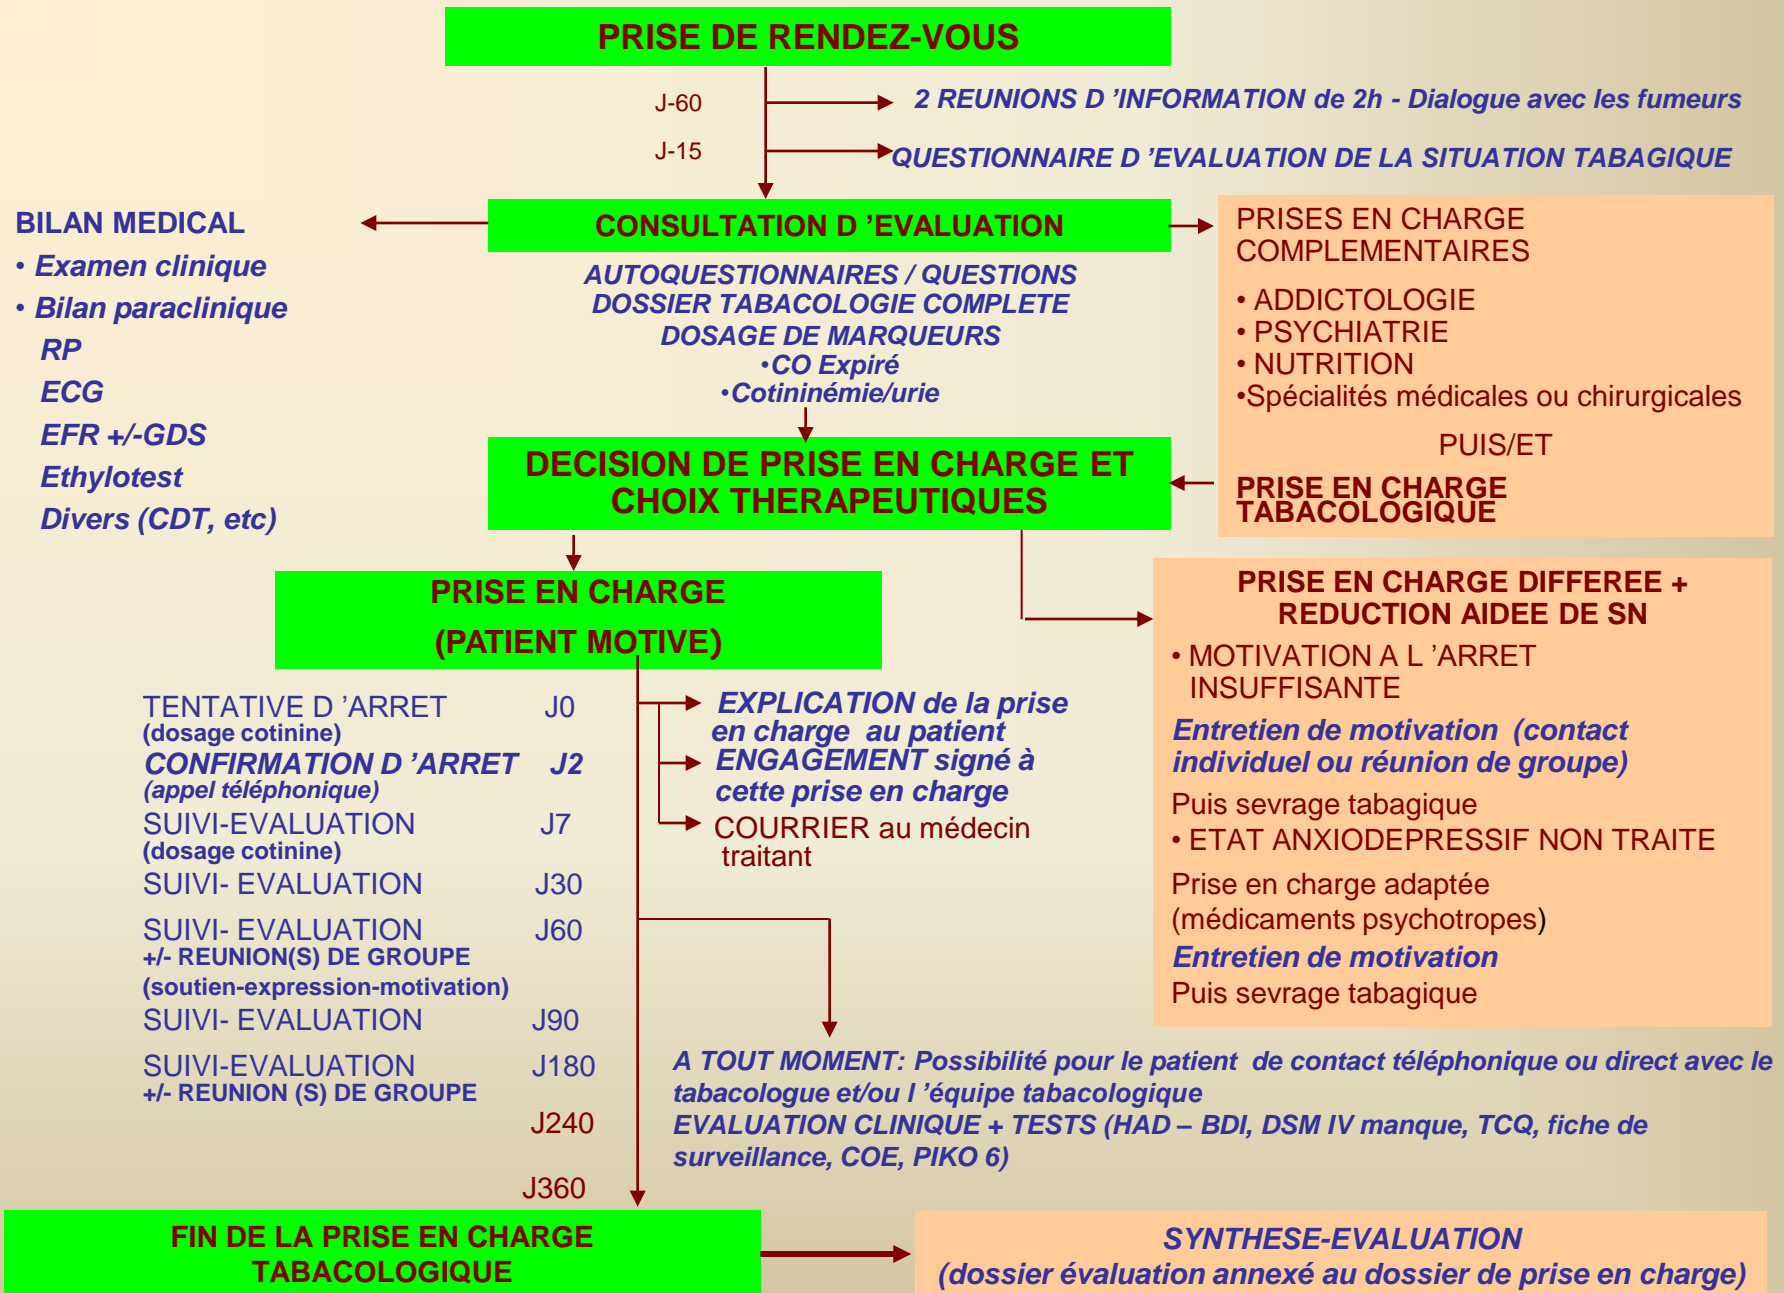 PRISE DE RENDEZ-VOUS
J-60
2 REUNIONS D ’INFORMATION de 2h - Dialogue avec les fumeurs
J-15
QUESTIONNAIRE D ’EVALUATION DE LA SITUATION TABAGIQUE
CONSULTATION D ’EVALUATION
BILAN MEDICAL
• Examen clinique
• Bilan paraclinique
RP
ECG
EFR +/-GDS
Ethylotest
Divers (CDT, etc)
AUTOQUESTIONNAIRES / QUESTIONS
DOSSIER TABACOLOGIE COMPLETE
DOSAGE DE MARQUEURS
•CO Expiré
•Cotininémie/urie
PRISES EN CHARGE
COMPLEMENTAIRES
• ADDICTOLOGIE
• PSYCHIATRIE
• NUTRITION
•Spécialités médicales ou chirurgicales
PUIS/ET
PRISE EN CHARGE
TABACOLOGIQUE
DECISION DE PRISE EN CHARGE ET
CHOIX THERAPEUTIQUES
PRISE EN CHARGE
(PATIENT MOTIVE)
PRISE EN CHARGE DIFFEREE +
REDUCTION AIDEE DE SN
• MOTIVATION A L ’ARRET
INSUFFISANTE
Entretien de motivation (contact
individuel ou réunion de groupe)
Puis sevrage tabagique
• ETAT ANXIODEPRESSIF NON TRAITE
Prise en charge adaptée
(médicaments psychotropes)
Entretien de motivation
Puis sevrage tabagique
TENTATIVE D ’ARRET J0
(dosage cotinine)
CONFIRMATION D ’ARRET J2
(appel téléphonique)
SUIVI-EVALUATION J7
(dosage cotinine)
SUIVI- EVALUATION J30
SUIVI- EVALUATION J60
+/- REUNION(S) DE GROUPE
(soutien-expression-motivation)
SUIVI- EVALUATION J90
SUIVI-EVALUATION J180
+/- REUNION (S) DE GROUPE
J240
J360
EXPLICATION de la prise
en charge au patient
ENGAGEMENT signé à
cette prise en charge
COURRIER au médecin
traitant
A TOUT MOMENT: Possibilité pour le patient de contact téléphonique ou direct avec le
tabacologue et/ou l ’équipe tabacologique
EVALUATION CLINIQUE + TESTS (HAD – BDI, DSM IV manque, TCQ, fiche de
surveillance, COE, PIKO 6)
FIN DE LA PRISE EN CHARGE
TABACOLOGIQUE
SYNTHESE-EVALUATION
(dossier évaluation annexé au dossier de prise en charge)